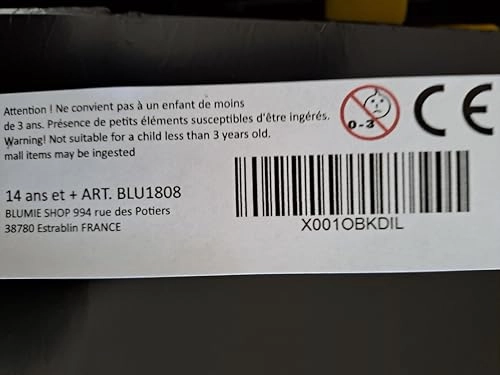 Attention ! Ne convient pas à un enfant de moins
de 3 ans. Présence de petits éléments susceptibles d'être ingérés.
Warning! Not suitable for a child less than 3 years old.
mall items may be ingested
0-3
CE
14 ans et + ART. BLU1808
BLUMIE SHOP 994 rue des Potiers
38780 Estrablin FRANCE
X001OBKDIL